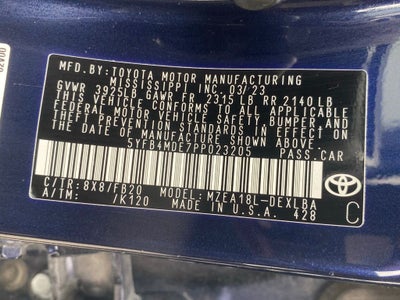 MFD.BY:TOYOTA MOTOR MANUFACTURING
MISSISSIPPI INC. 03/23
GVWR 3925LB GAWR FR 2315 LB RR 2140 LB
THIS VEHICLE CONFORMS TO ALL APPLICABLE
FEDERAL MOTOR VEHICLE SAFETY, BUMPER, AND
THEFT PREVENTION STANDARDS IN EFFECT ON THE
DATE OF MANUFACTURE SHOWN ABOVE.
5YFB4MDE7PP023205 PASS.CAR
C/TR: 8X8/FB20 MODEL: MZEA18L-DEXLBA
A/TM: /K120 MADE IN U.S.A. 428
TOYOTA
C